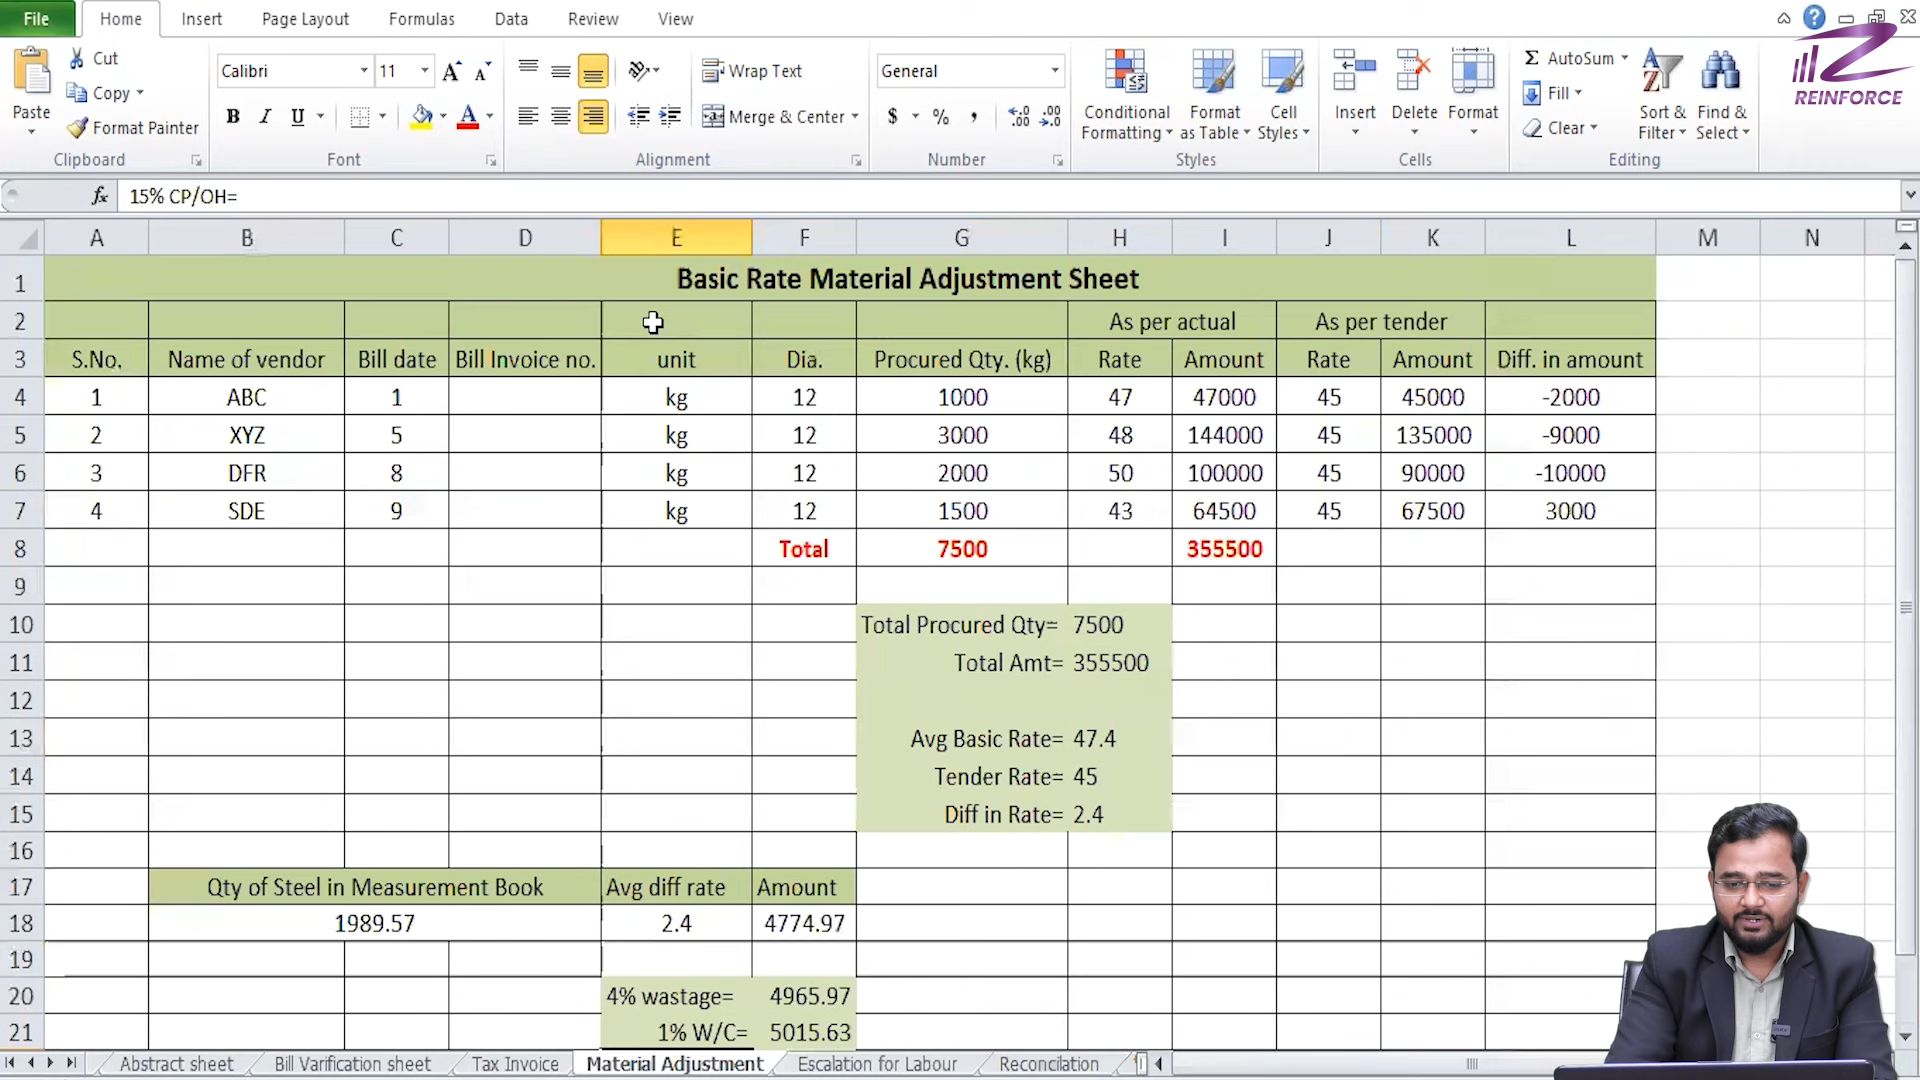 File Home Insert Page Layout Formulas Data Review View
Paste Cut Copy Format Painter Clipboard
Calibri 11 B I U A Font
Wrap Text Merge & Center Alignment
General $ % , Number
Conditional Formatting Format as Table Cell Styles Styles
Insert Delete Format Cells
Σ AutoSum Fill Clear Sort & Filter Find & Select Editing
REINFORCE
fx 15% CP/OH=
A B C D E F G H I J K L M N
1 Basic Rate Material Adjustment Sheet
2 As per actual As per tender
3 S.No. Name of vendor Bill date Bill Invoice no. unit Dia. Procured Qty. (kg) Rate Amount Rate Amount Diff. in amount
4 1 ABC 1 kg 12 1000 47 47000 45 45000 -2000
5 2 XYZ 5 kg 12 3000 48 144000 45 135000 -9000
6 3 DFR 8 kg 12 2000 50 100000 45 90000 -10000
7 4 SDE 9 kg 12 1500 43 64500 45 67500 3000
8 Total 7500 355500
9
10 Total Procured Qty= 7500
11 Total Amt= 355500
12
13 Avg Basic Rate= 47.4
14 Tender Rate= 45
15 Diff in Rate= 2.4
16
17 Qty of Steel in Measurement Book Avg diff rate Amount
18 1989.57 2.4 4774.97
19
20 4% wastage= 4965.97
21 1% W/C= 5015.63
Abstract sheet Bill Varification sheet Tax Invoice Material Adjustment Escalation for Labour Reconcilation